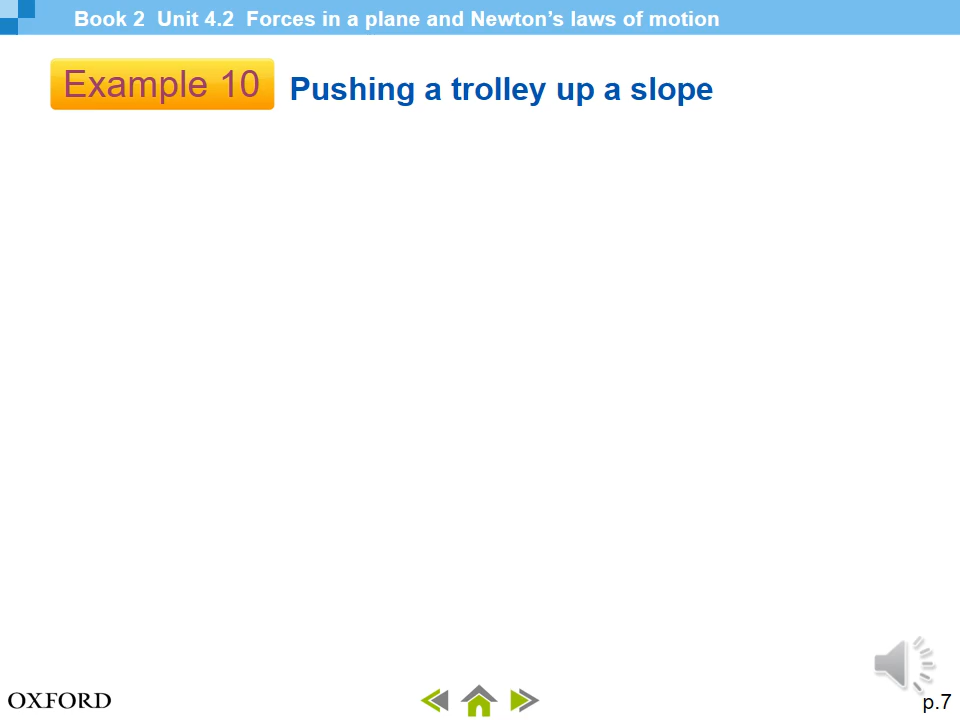 Book 2  Unit 4.2  Forces in a plane and Newton’s laws of motion
Example 10
Pushing a trolley up a slope
OXFORD
p.7